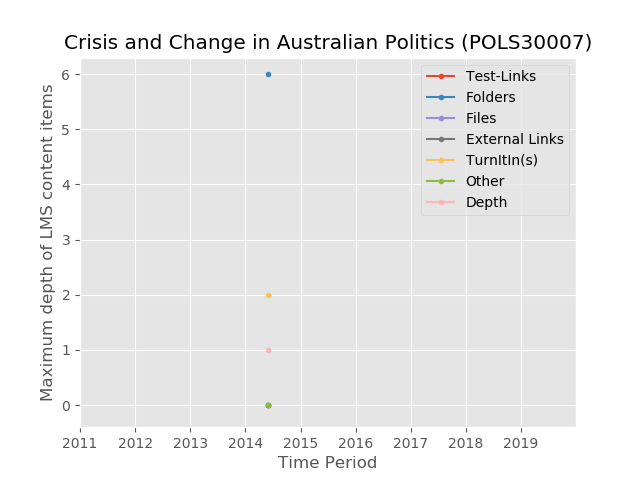 Crisis and Change in Australian Politics (POLS30007)
Maximum depth of LMS content items
6
5
4
3
2
1
0
Test-Links
Folders
Files
External Links
TurnItIn(s)
Other
Depth
2011 2012 2013 2014 2015 2016 2017 2018 2019
Time Period